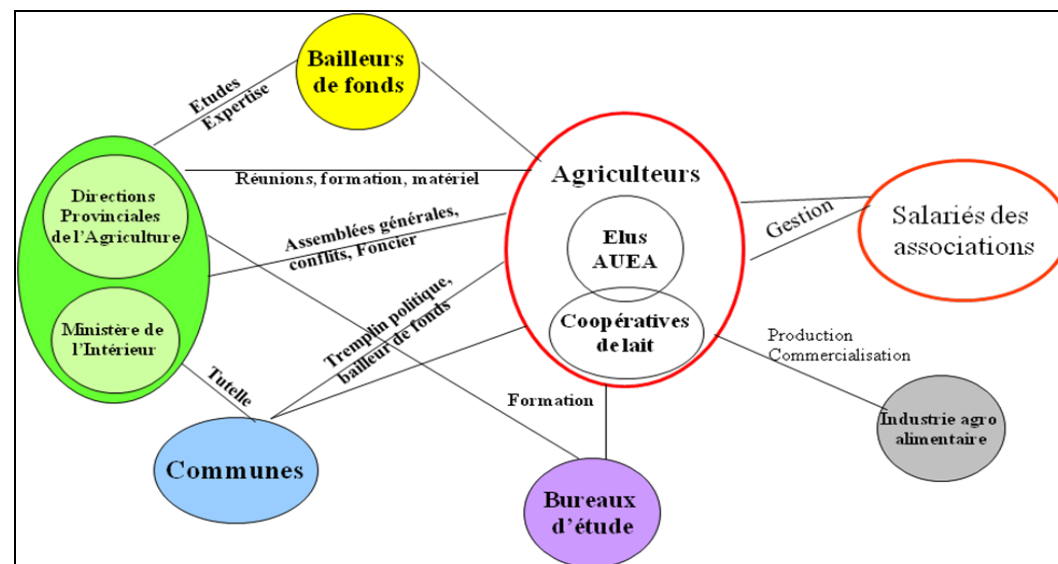 Bailleurs
de fonds
Etudes
Expertise
Directions
Provinciales
de l'Agriculture
Réunions, formation, matériel
Agriculteurs
Assemblées générales,
conflits, Foncier
Elus
AUEA
Gestion
Salariés des
associations
Ministère de
l'Intérieur
Tremplin politique,
bailleur de fonds
Coopératives
de lait
Production
Commercialisation
Tutelle
Formation
Industrie agro
alimentaire
Communes
Bureaux
d'étude